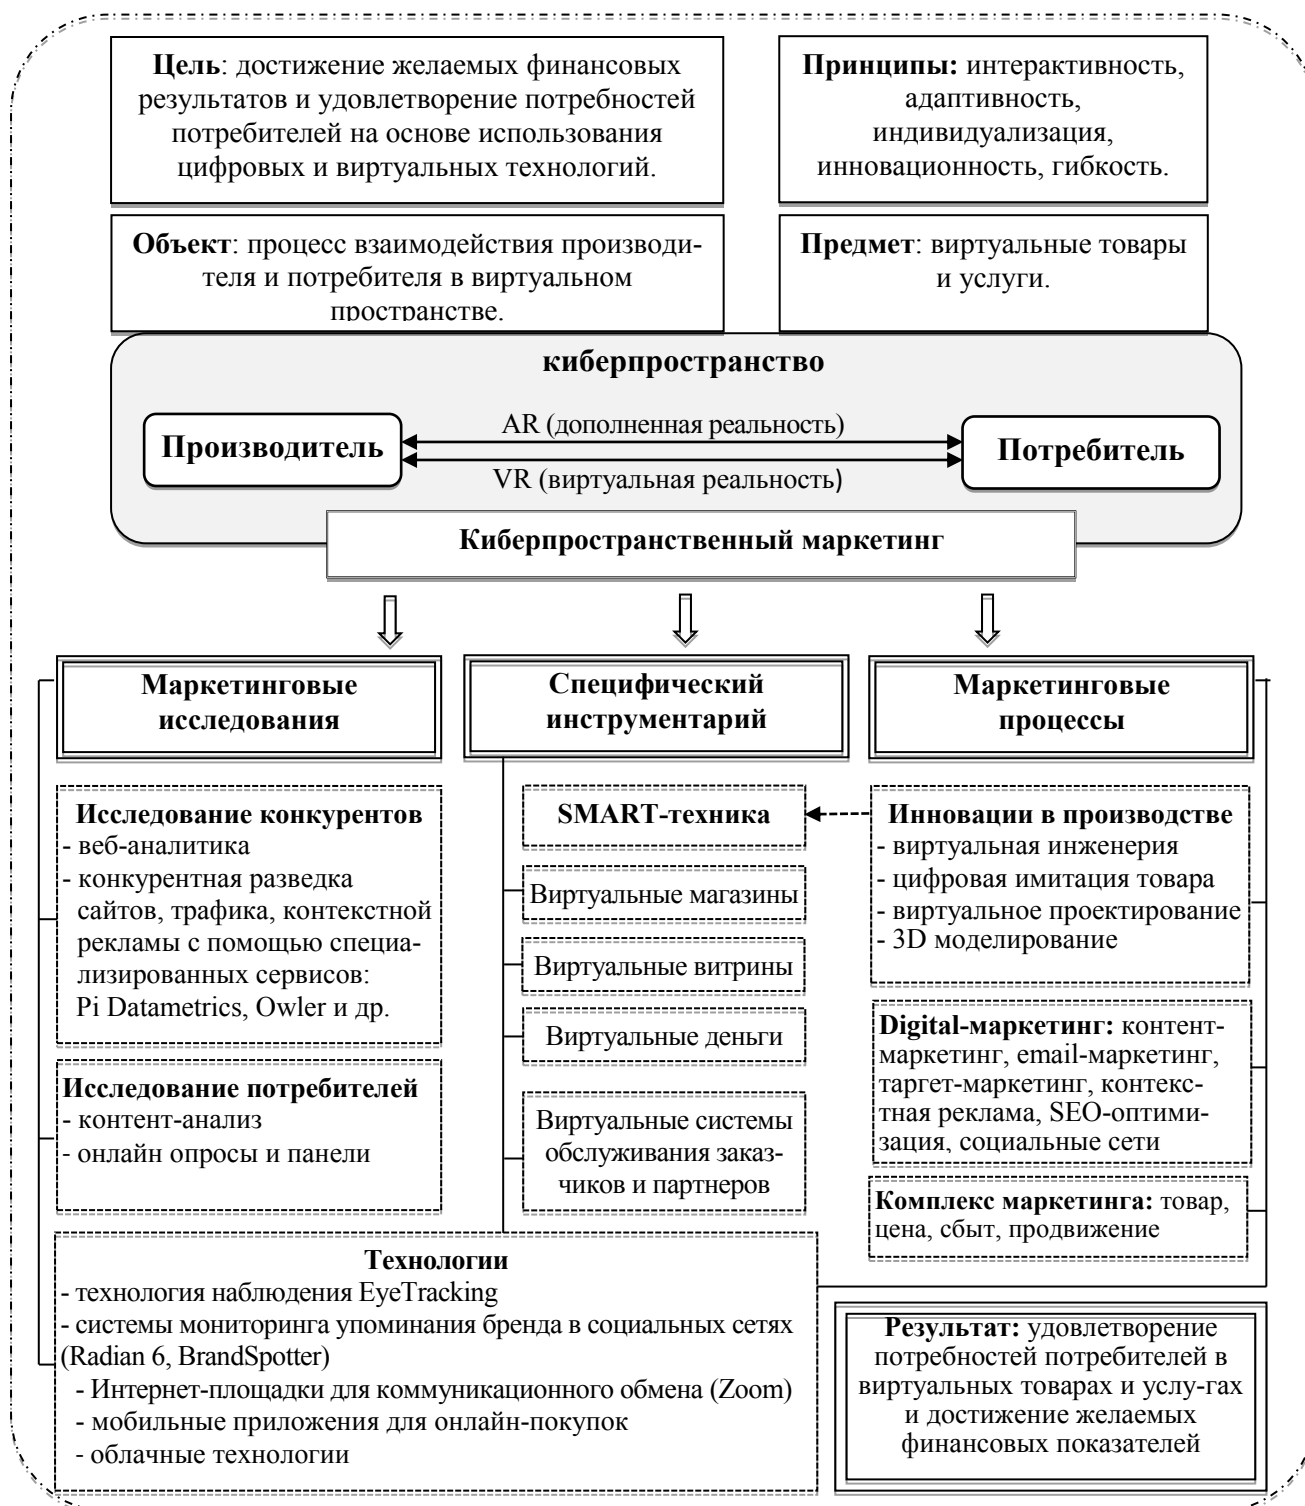 Цель: достижение желаемых финансовых
результатов и удовлетворение потребностей
потребителей на основе использования
цифровых и виртуальных технологий.
Принципы: интерактивность,
адаптивность,
индивидуализация,
инновационность, гибкость.
Объект: процесс взаимодействия производи-
теля и потребителя в виртуальном
пространстве.
Предмет: виртуальные товары
и услуги.
киберпространство
Производитель
AR (дополненная реальность)
VR (виртуальная реальность)
Потребитель
Киберпространственный маркетинг
Маркетинговые
исследования
Специфический
инструментарий
Маркетинговые
процессы
Исследование конкурентов
- веб-аналитика
- конкурентная разведка
сайтов, трафика, контекстной
рекламы с помощью специа-
лизированных сервисов:
Pi Datametrics, Owler и др.
Исследование потребителей
- контент-анализ
- онлайн опросы и панели
SMART-техника
Виртуальные магазины
Виртуальные витрины
Виртуальные деньги
Виртуальные системы
обслуживания заказ-
чиков и партнеров
Инновации в производстве
- виртуальная инженерия
- цифровая имитация товара
- виртуальное проектирование
- 3D моделирование
Digital-маркетинг: контент-
маркетинг, email-маркетинг,
таргет-маркетинг, контекс-
тная реклама, SEO-оптими-
зация, социальные сети
Комплекс маркетинга: товар,
цена, сбыт, продвижение
Технологии
- технология наблюдения EyeTracking
- системы мониторинга упоминания бренда в социальных сетях
(Radian 6, BrandSpotter)
- Интернет-площадки для коммуникационного обмена (Zoom)
- мобильные приложения для онлайн-покупок
- облачные технологии
Результат: удовлетворение
потребностей потребителей в
виртуальных товарах и услу-гах
и достижение желаемых
финансовых показателей